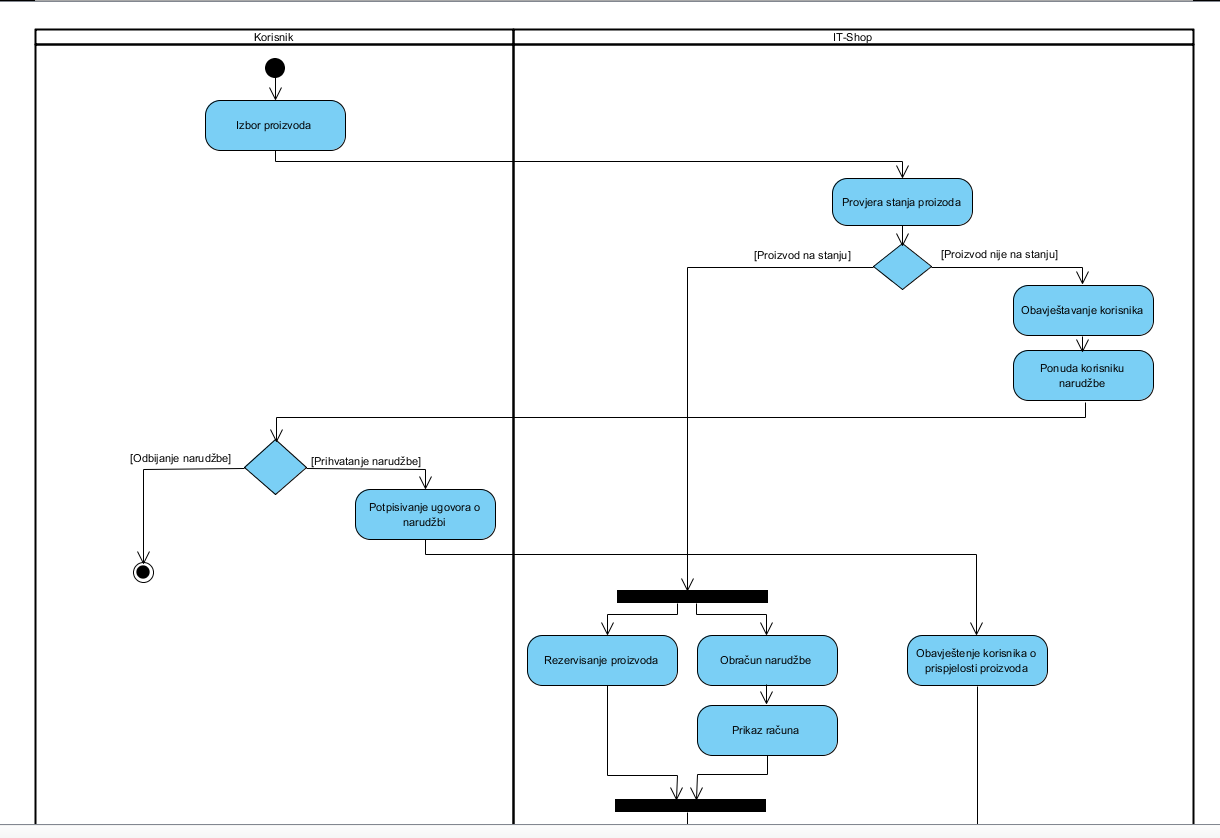 Korisnik
IT-Shop
Izbor proizvoda
Provjera stanja proizoda
[Proizvod na stanju]
[Proizvod nije na stanju]
Obavještavanje korisnika
Ponuda korisniku
narudžbe
[Odbijanje narudžbe]
[Prihvatanje narudžbe]
Potpisivanje ugovora o
narudžbi
Rezervisanje proizvoda
Obračun narudžbe
Obavještenje korisnika o
prispjelosti proizvoda
Prikaz računa